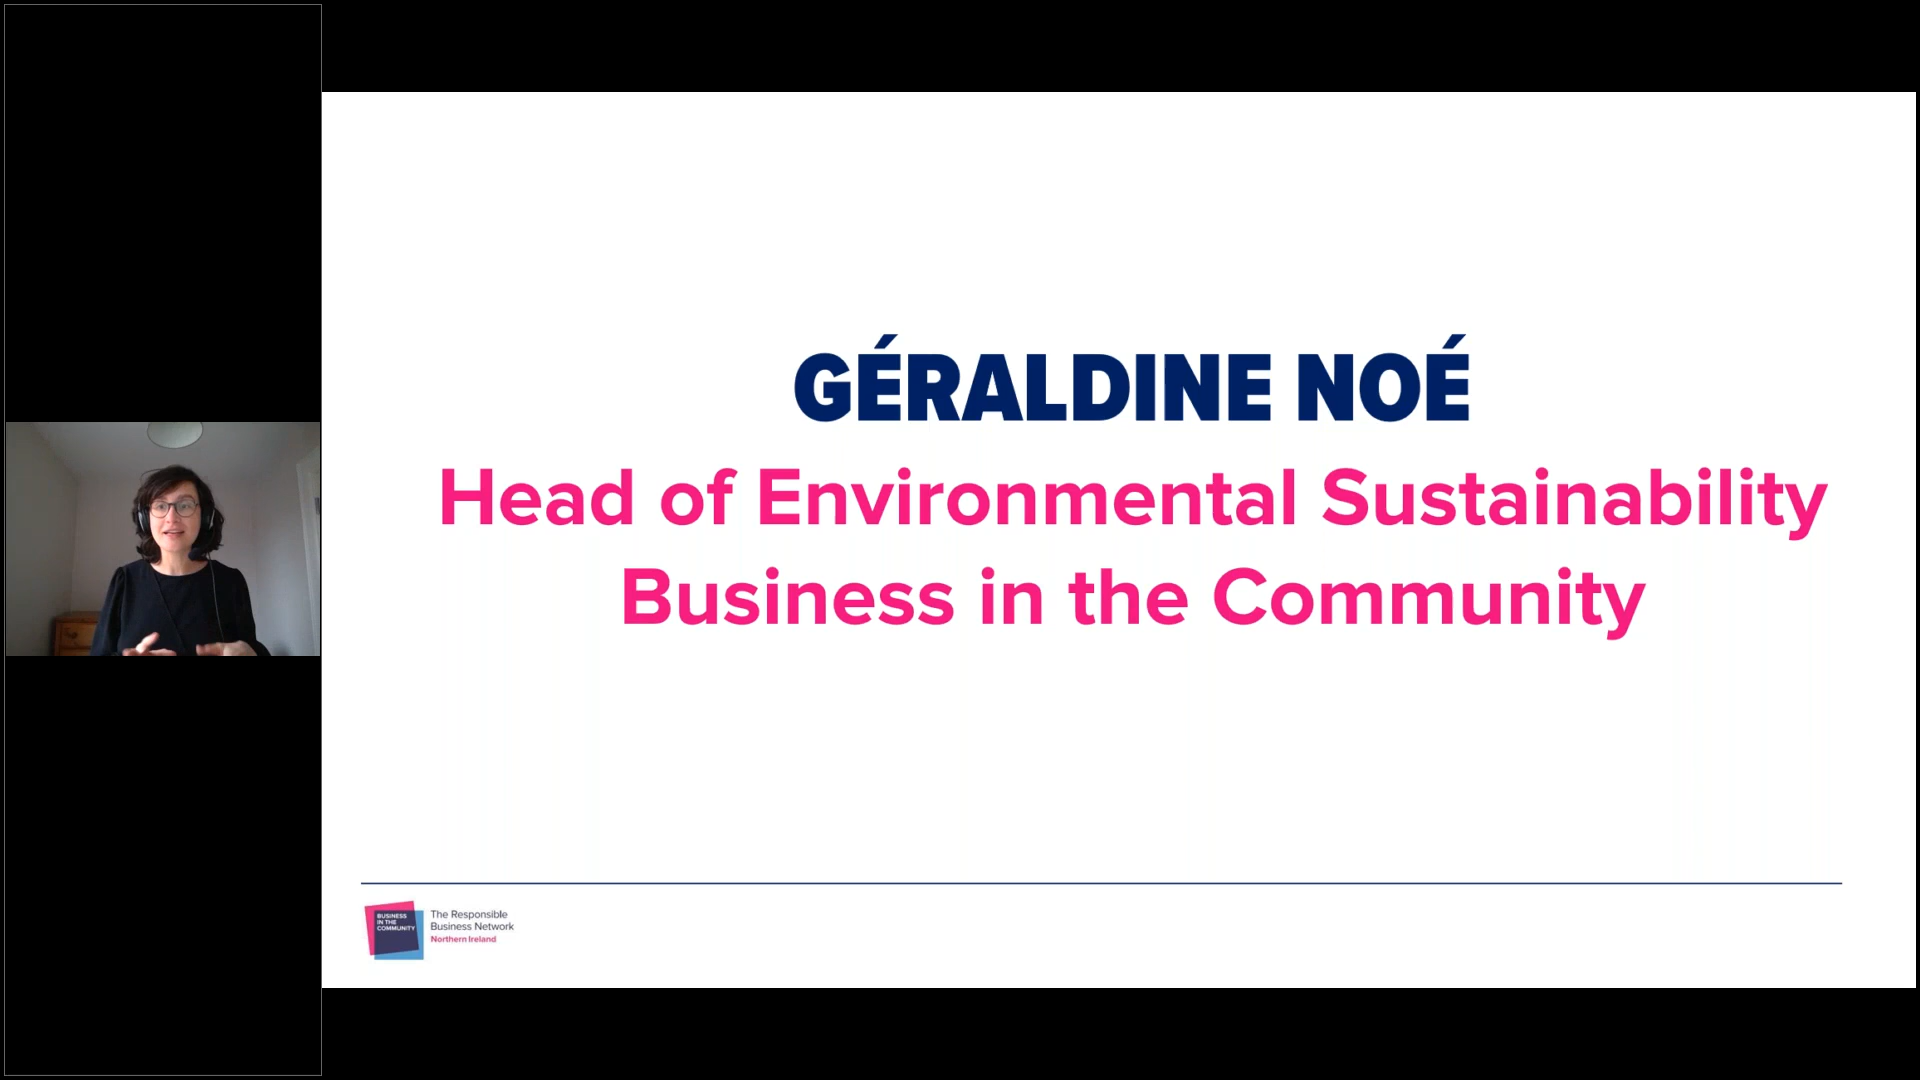 GÉRALDINE NOÉ
Head of Environmental Sustainability
Business in the Community
BUSINESS
IN THE
COMMUNITY
The Responsible
Business Network
Northern Ireland